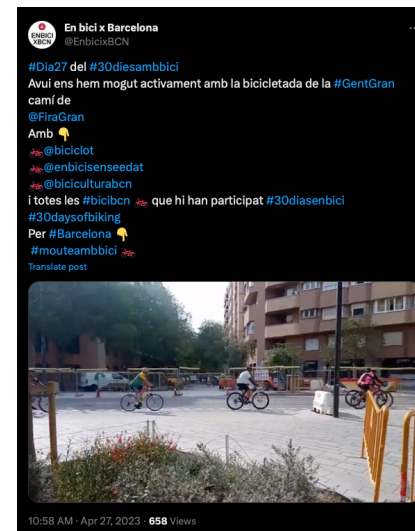 ENBICI
XBCN
En bici x Barcelona
@EnbicixBCN
#Dia27 del #30diesambbici
Avui ens hem mogut activament amb la bicicletada de la #GentGran
camí de
@FiraGran
Amb 👇
🚲@biciclot
🚲@enbicisenseedat
🚲@biciculturabcn
i totes les #bicibcn 🚲 que hi han participat #30diasenbici
#30daysofbiking
Per #Barcelona 👇
#mouteambbici 🚲
Translate post
10:58 AM · Apr 27, 2023 · 658 Views